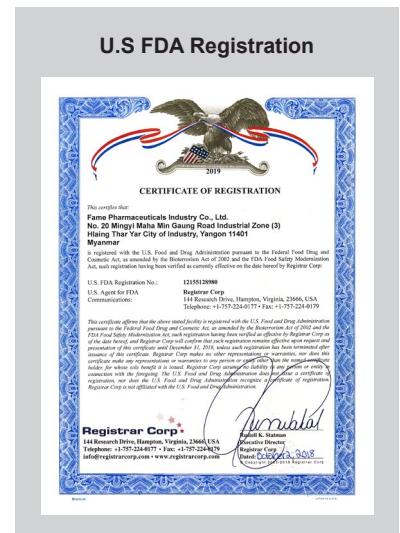 U.S FDA Registration
2019
CERTIFICATE OF REGISTRATION
This certifies that:
Fame Pharmaceuticals Industry Co., Ltd.
No. 20 Mingyi Maha Min Gaung Road Industrial Zone (3)
Hlaing Thar Yar City of Industry, Yangon 11401
Myanmar
is registered with the U.S. Food and Drug Administration pursuant to the Federal Food Drug and
Cosmetic Act, as amended by the Bioterrorism Act of 2002 and the FDA Food Safety Modernization
Act, such registration having been verified as currently effective on the date hereof by Registrar Corp:
U.S. FDA Registration No.: 12155128980
U.S. Agent for FDA Registrar Corp
Communications: 144 Research Drive, Hampton, Virginia, 23666, USA
Telephone: +1-757-224-0177 • Fax: +1-757-224-0179
This certificate affirms that the above stated facility is registered with the U.S. Food and Drug Administration
pursuant to the Federal Food Drug and Cosmetic Act, as amended by the Bioterrorism Act of 2002 and the
FDA Food Safety Modernization Act, such registration having been verified as effective by Registrar Corp as
of the date hereof, and Registrar Corp will confirm that such registration remains effective upon request and
presentation of this certificate until December 31, 2019, unless such registration has been terminated after
issuance of this certificate. Registrar Corp makes no other representations or warranties, nor does this
certificate make any representations or warranties to any person or entity other than the named certificate
holder, for whose sole benefit it is issued. Registrar Corp assumes no liability to any person or entity in
connection with the foregoing. The U.S. Food and Drug Administration does not issue a certificate of
registration, nor does the U.S. Food and Drug Administration recognize a certificate of registration.
Registrar Corp is not affiliated with the U.S. Food and Drug Administration.
Registrar Corp
144 Research Drive, Hampton, Virginia, 23666, USA
Telephone: +1-757-224-0177 • Fax: +1-757-224-0179
info@registrarcorp.com • www.registrarcorp.com
Russell K. Statman
Executive Director
Registrar Corp
Dated: October 2, 2018